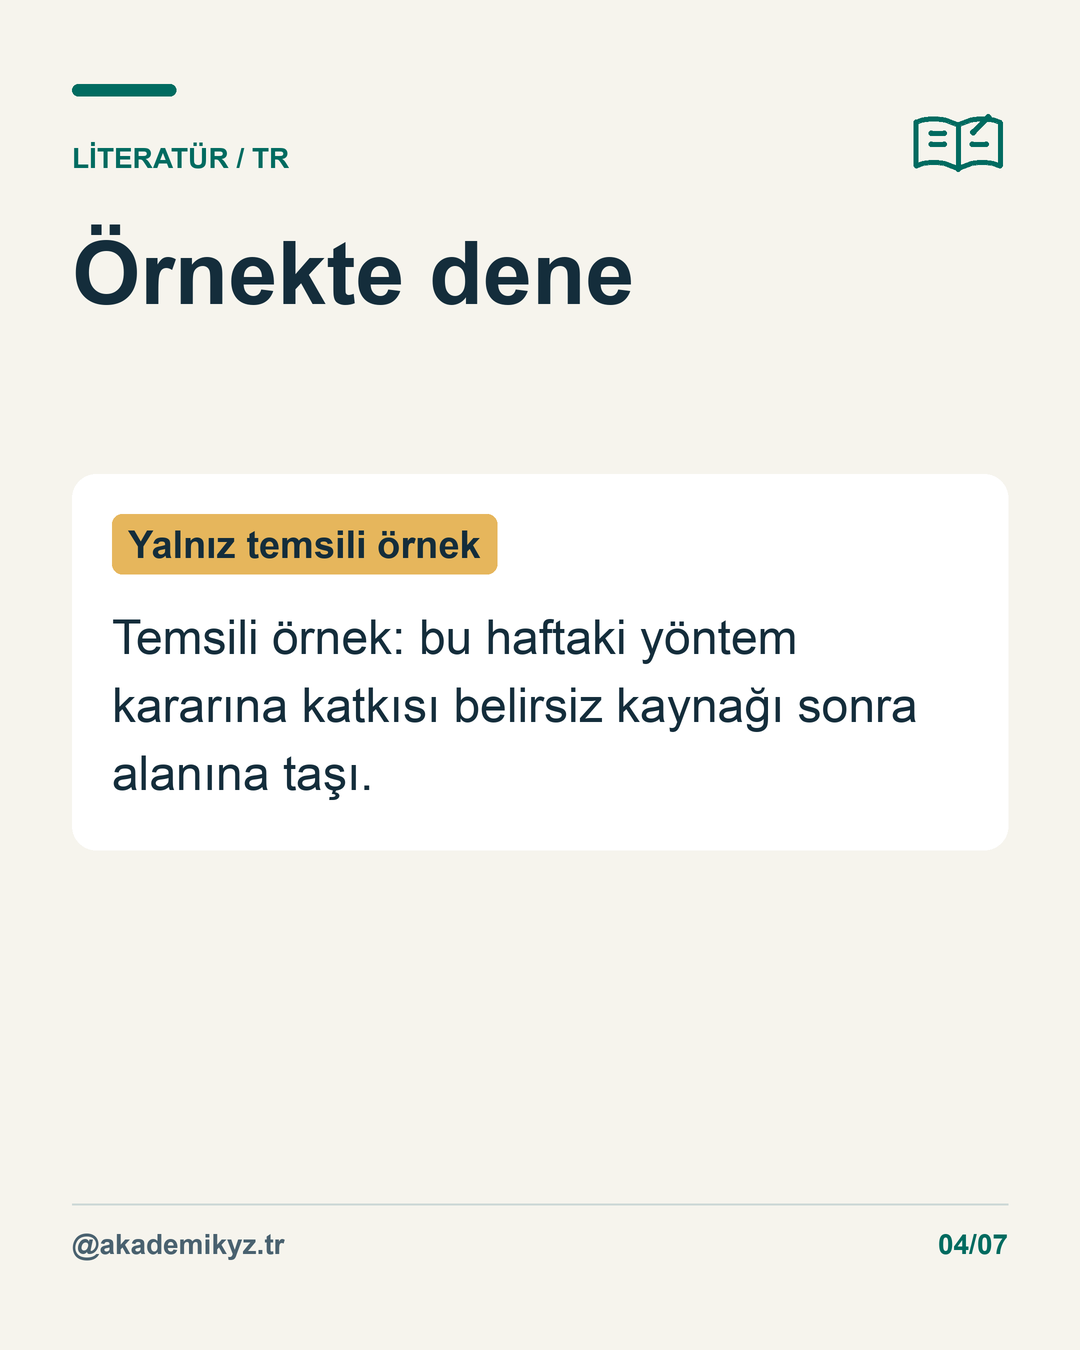 LİTERATÜR / TR
Örnekte dene
Yalnız temsili örnek
Temsili örnek: bu haftaki yöntem
kararına katkısı belirsiz kaynağı sonra
alanına taşı.
@akademikyz.tr
04/07